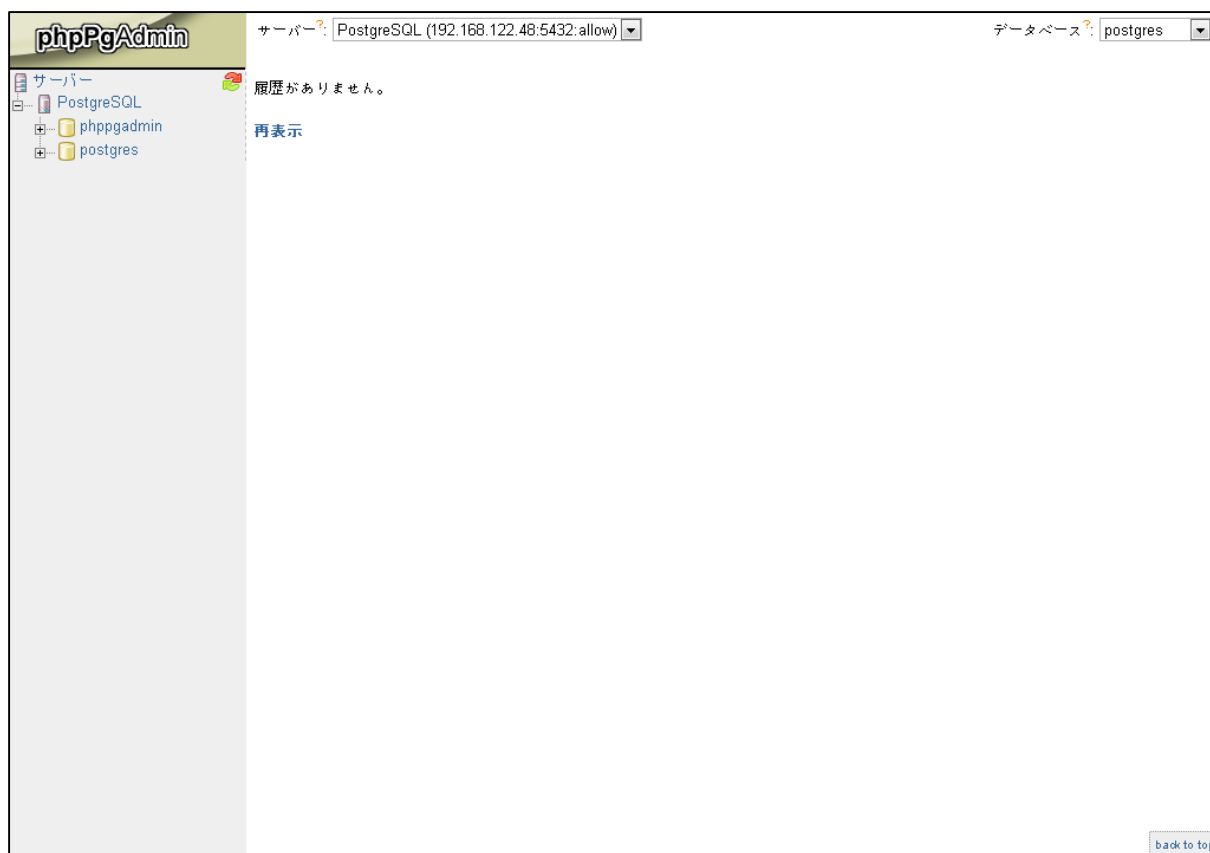 phpPgAdmin
サーバー?: PostgreSQL (192.168.122.48:5432:allow)
データベース?: postgres
サーバー
PostgreSQL
phppgadmin
postgres
履歴がありません。
再表示
back to top